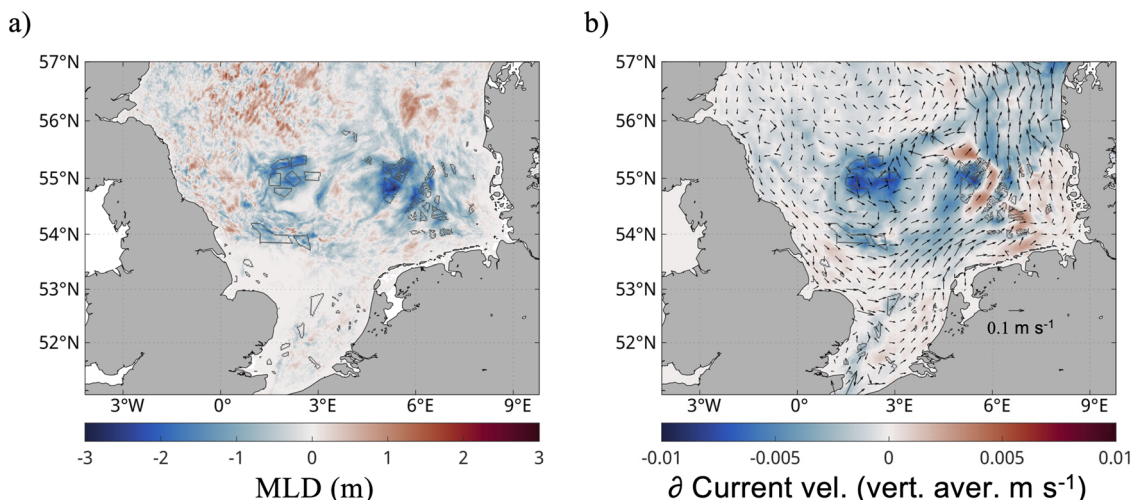 a)
57°N
56°N
55°N
54°N
53°N
52°N
3°W 0° 3°E 6°E 9°E
-3 -2 -1 0 1 2 3
MLD (m)
b)
57°N
56°N
55°N
54°N
53°N
52°N
0.1 m s⁻¹
3°W 0° 3°E 6°E 9°E
-0.01 -0.005 0 0.005 0.01
∂ Current vel. (vert. aver. m s⁻¹)